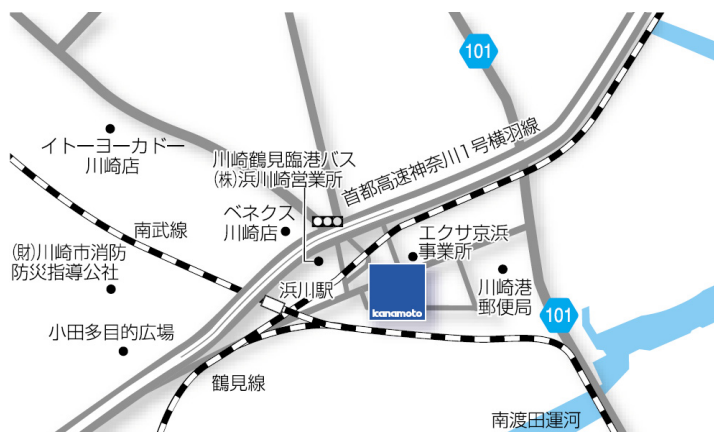 101
イトーヨーカドー
川崎店
川崎鶴見臨港バス
(株)浜川崎営業所
首都高速神奈川1号横羽線
ベネクス
川崎店
南武線
エクサ京浜
事業所
(財)川崎市消防
防災指導公社
浜川駅
kanamoto
川崎港
郵便局
101
小田多目的広場
鶴見線
南渡田運河